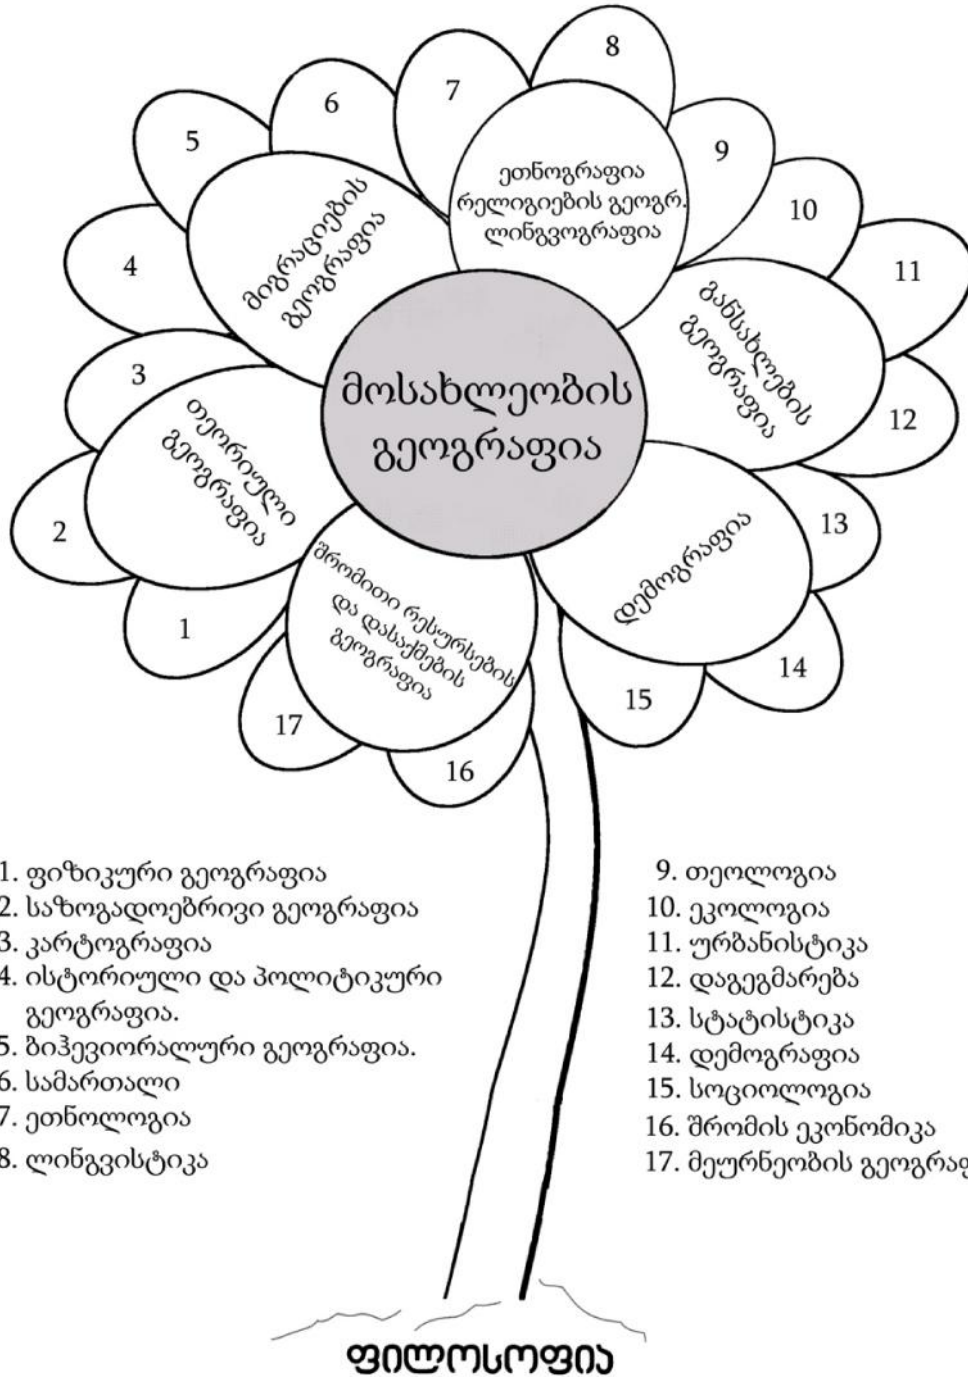 8
7
6
9
5
ეთნოგრაფია
რელიგიების გეოგრ.
ლინგვოგრაფია
10
მიგრაციების
გეოგრაფია
4
11
განსახლების
გეოგრაფია
3
მოსახლეობის
გეოგრაფია
12
თეორიული
გეოგრაფია
2
13
დემოგრაფია
შრომითი რესურსების
და დასაქმების
გეოგრაფია
1
14
15
17
16
1. ფიზიკური გეოგრაფია
2. საზოგადოებრივი გეოგრაფია
3. კარტოგრაფია
4. ისტორიული და პოლიტიკური
გეოგრაფია.
5. ბიჰევიორალური გეოგრაფია.
6. სამართალი
7. ეთნოლოგია
8. ლინგვისტიკა
9. თეოლოგია
10. ეკოლოგია
11. ურბანისტიკა
12. დაგეგმარება
13. სტატისტიკა
14. დემოგრაფია
15. სოციოლოგია
16. შრომის ეკონომიკა
17. მეურნეობის
ფილოსოფია